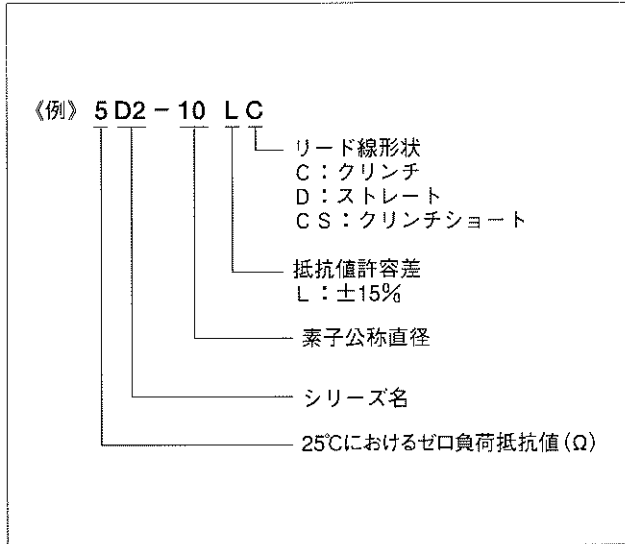 《例》 5 D2 - 10 L C
リード線形状
C：クリンチ
D：ストレート
CS：クリンチショート
抵抗値許容差
L：±15%
素子公称直径
シリーズ名
25℃におけるゼロ負荷抵抗値(Ω)